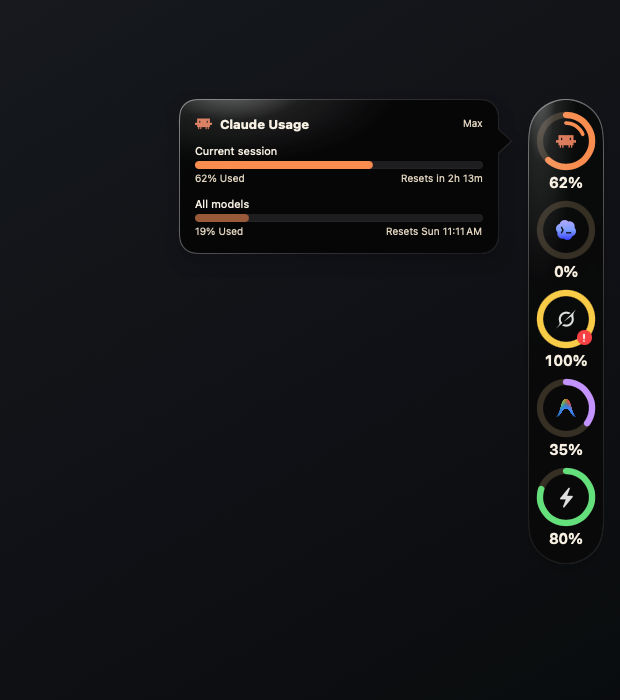 Claude Usage
Max
Current session
62% Used
Resets in 2h 13m
All models
19% Used
Resets Sun 11:11 AM
62%
0%
!
100%
35%
80%